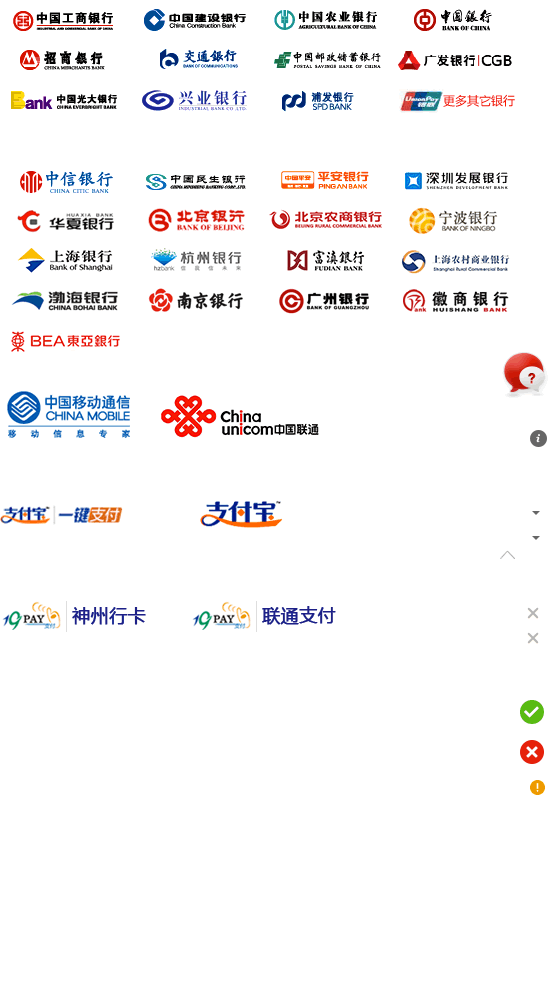 中国工商银行
INDUSTRIAL AND COMMERCIAL BANK OF CHINA
中国建设银行
China Construction Bank
中国农业银行
AGRICULTURAL BANK OF CHINA
中国银行
BANK OF CHINA
招商银行
CHINA MERCHANTS BANK
交通银行
BANK OF COMMUNICATIONS
中国邮政储蓄银行
POSTAL SAVINGS BANK OF CHINA
广发银行|CGB
Bank
中国光大银行
CHINA EVERBRIGHT BANK
兴业银行
INDUSTRIAL BANK CO.,LTD.
浦发银行
SPD BANK
UnionPay
银联
更多其它银行
中信银行
CHINA CITIC BANK
中国民生银行
CHINA MINSHENG BANKING CORP.,LTD.
中国平安
平安银行
PINGAN BANK
深圳发展银行
SHENZHEN DEVELOPMENT BANK
HUAXIA BANK
华夏银行
北京银行
BANK OF BEIJING
北京农商银行
BEIJING RURAL COMMERCIAL BANK
宁波银行
BANK OF NINGBO
上海银行
Bank of Shanghai
hzbank
杭州银行
富滇银行
FUDIAN BANK
上海农村商业银行
Shanghai Rural Commercial Bank
渤海银行
CHINA BOHAI BANK
南京银行
广州银行
BANK OF GUANGZHOU
Bank
徽商银行
HUISHANG BANK
BEA東亞銀行
中国移动通信
CHINA MOBILE
移动信息专家
China
unicom中国联通
?
i
支付宝
一键支付
支付宝
19PAY
支付
神州行卡
19PAY
支付
联通支付
!